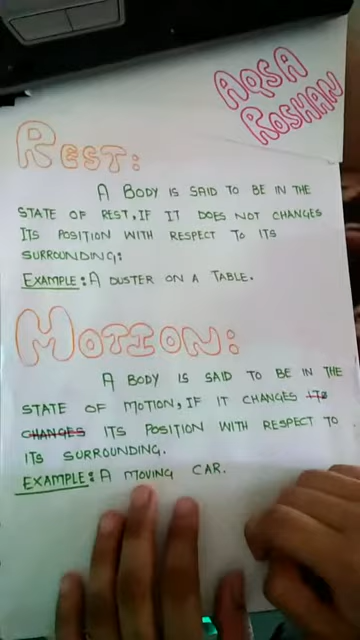 AQSA
ROSHAN
REST:
A BODY IS SAID TO BE IN THE
STATE OF REST, IF IT DOES NOT CHANGES
ITS POSITION WITH RESPECT TO ITS
SURROUNDING:
EXAMPLE: A DUSTER ON A TABLE.
MOTION:
A BODY IS SAID TO BE IN THE
STATE OF MOTION, IF IT CHANGES ITS
CHANGES ITS POSITION WITH RESPECT TO
ITS SURROUNDING.
EXAMPLE: A MOVING CAR.